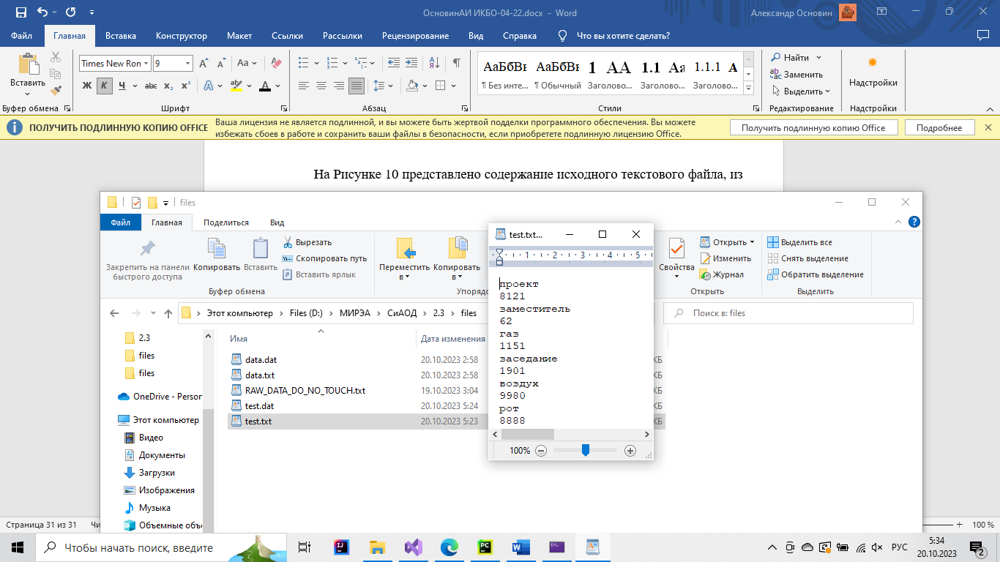 ОсновинАИ ИКБО-04-22.docx - Word
Александр Основин
Файл Главная Вставка Конструктор Макет Ссылки Рассылки Рецензирование Вид Справка Что вы хотите сделать?
Вставить
Times New Ron 9
Aa
Ж К Ч abc x₂ x²
АаБбВг АаБбВг 1 АА 1.1 Аа 1.1.1 А
¶ Без инте... ¶ Обычный Заголово... Заголово... Заголово...
Найти
Заменить
Выделить
Надстройки
Буфер обмена Шрифт Абзац Стили Редактирование Надстройки
ПОЛУЧИТЬ ПОДЛИННУЮ КОПИЮ OFFICE
Ваша лицензия не является подлинной, и вы можете быть жертвой подделки программного обеспечения. Вы можете
избежать сбоев в работе и сохранить ваши файлы в безопасности, если приобретете подлинную лицензию Office.
Получить подлинную копию Office
Подробнее
На Рисунке 10 представлено содержание исходного текстового файла, из
files
Файл Главная Поделиться Вид
Закрепить на панели
быстрого доступа
Копировать
Вставить
Вырезать
Скопировать путь
Вставить ярлык
Буфер обмена
Переместить
в
Копировать
в
Упорядо
Свойства
Открыть
Изменить
Журнал
Открыть
Выделить все
Снять выделение
Обратить выделение
Выделить
Этот компьютер > Files (D:) > МИРЭА > СиАОД > 2.3 > files
Поиск в: files
2.3
files
files
OneDrive - Person
Этот компьютер
Видео
Документы
Загрузки
Изображения
Музыка
Объемные объ
Имя Дата изменения
data.dat 20.10.2023 2:58 КБ
data.txt 20.10.2023 2:58 КБ
RAW_DATA_DO_NO_TOUCH.txt 19.10.2023 3:04 КБ
test.dat 20.10.2023 5:24 КБ
test.txt 20.10.2023 5:23 КБ
test.txt...
1 2 3 4 5
проект
8121
заместитель
62
газ
1151
заседание
1901
воздух
9980
рот
8888
100%
Страница 31 из 31 Чи
100 %
Чтобы начать поиск, введите
IJ
PC
W
РУС
5:34
20.10.2023
2